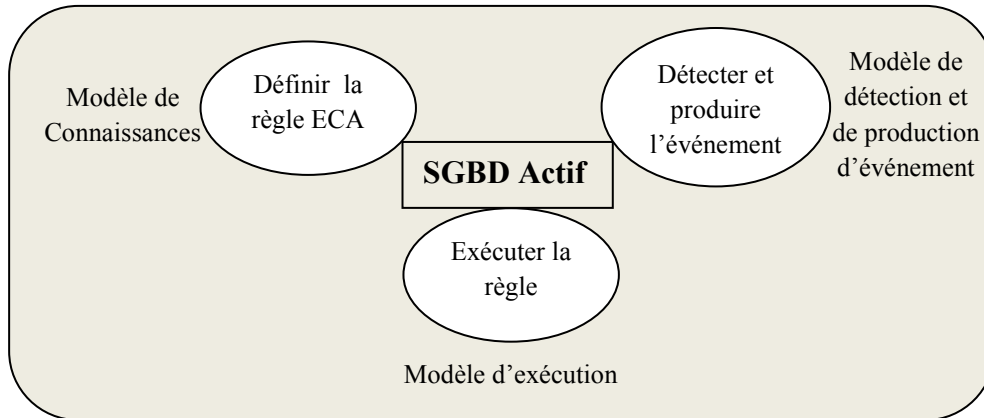 Modèle de
Connaissances
Définir la
règle ECA
Détecter et
produire
l'événement
Modèle de
détection et
de production
d'événement
SGBD Actif
Exécuter la
règle
Modèle d'exécution